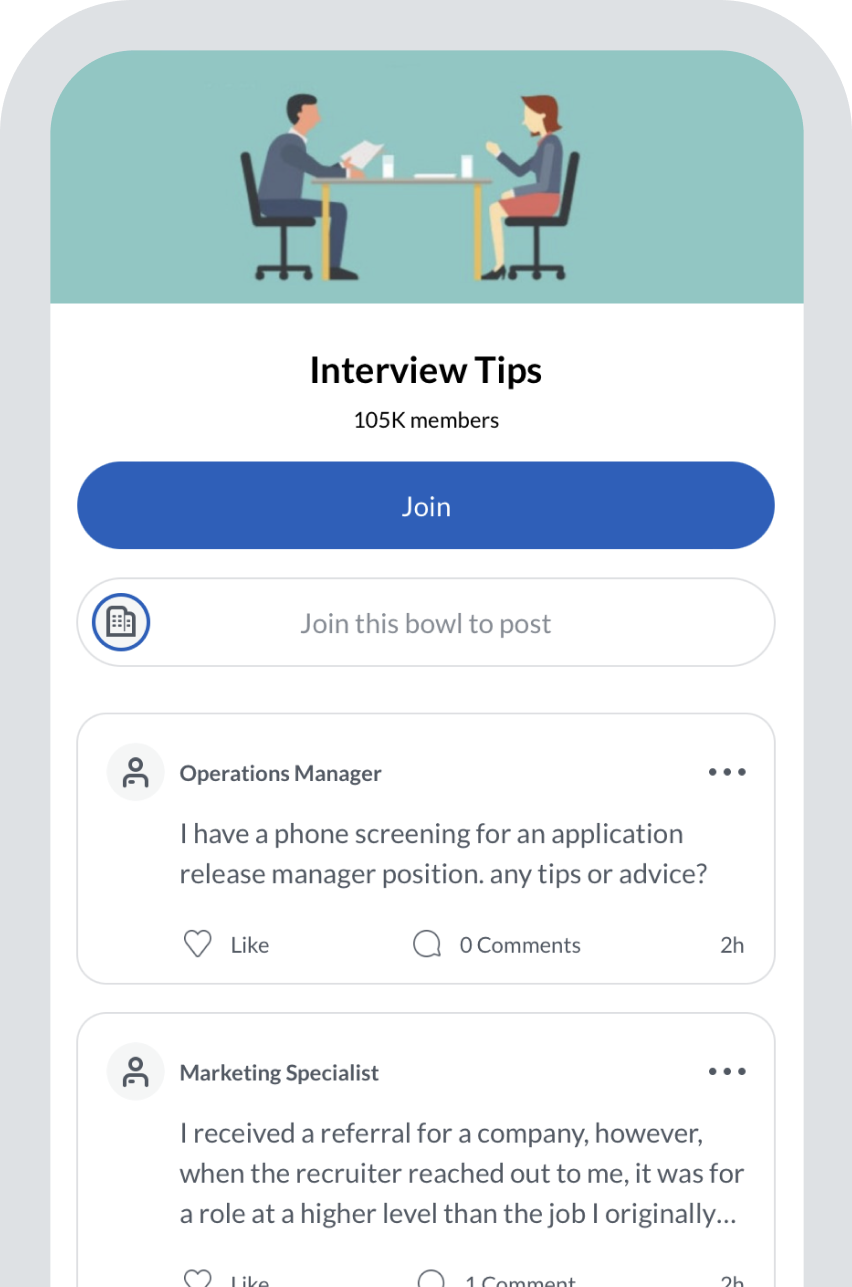 Interview Tips
105K members
Join
Join this bowl to post
Operations Manager
I have a phone screening for an application
release manager position. any tips or advice?
Like
0 Comments
2h
Marketing Specialist
I received a referral for a company, however,
when the recruiter reached out to me, it was for
a role at a higher level than the job I originally...
Like
1 Comment
2h